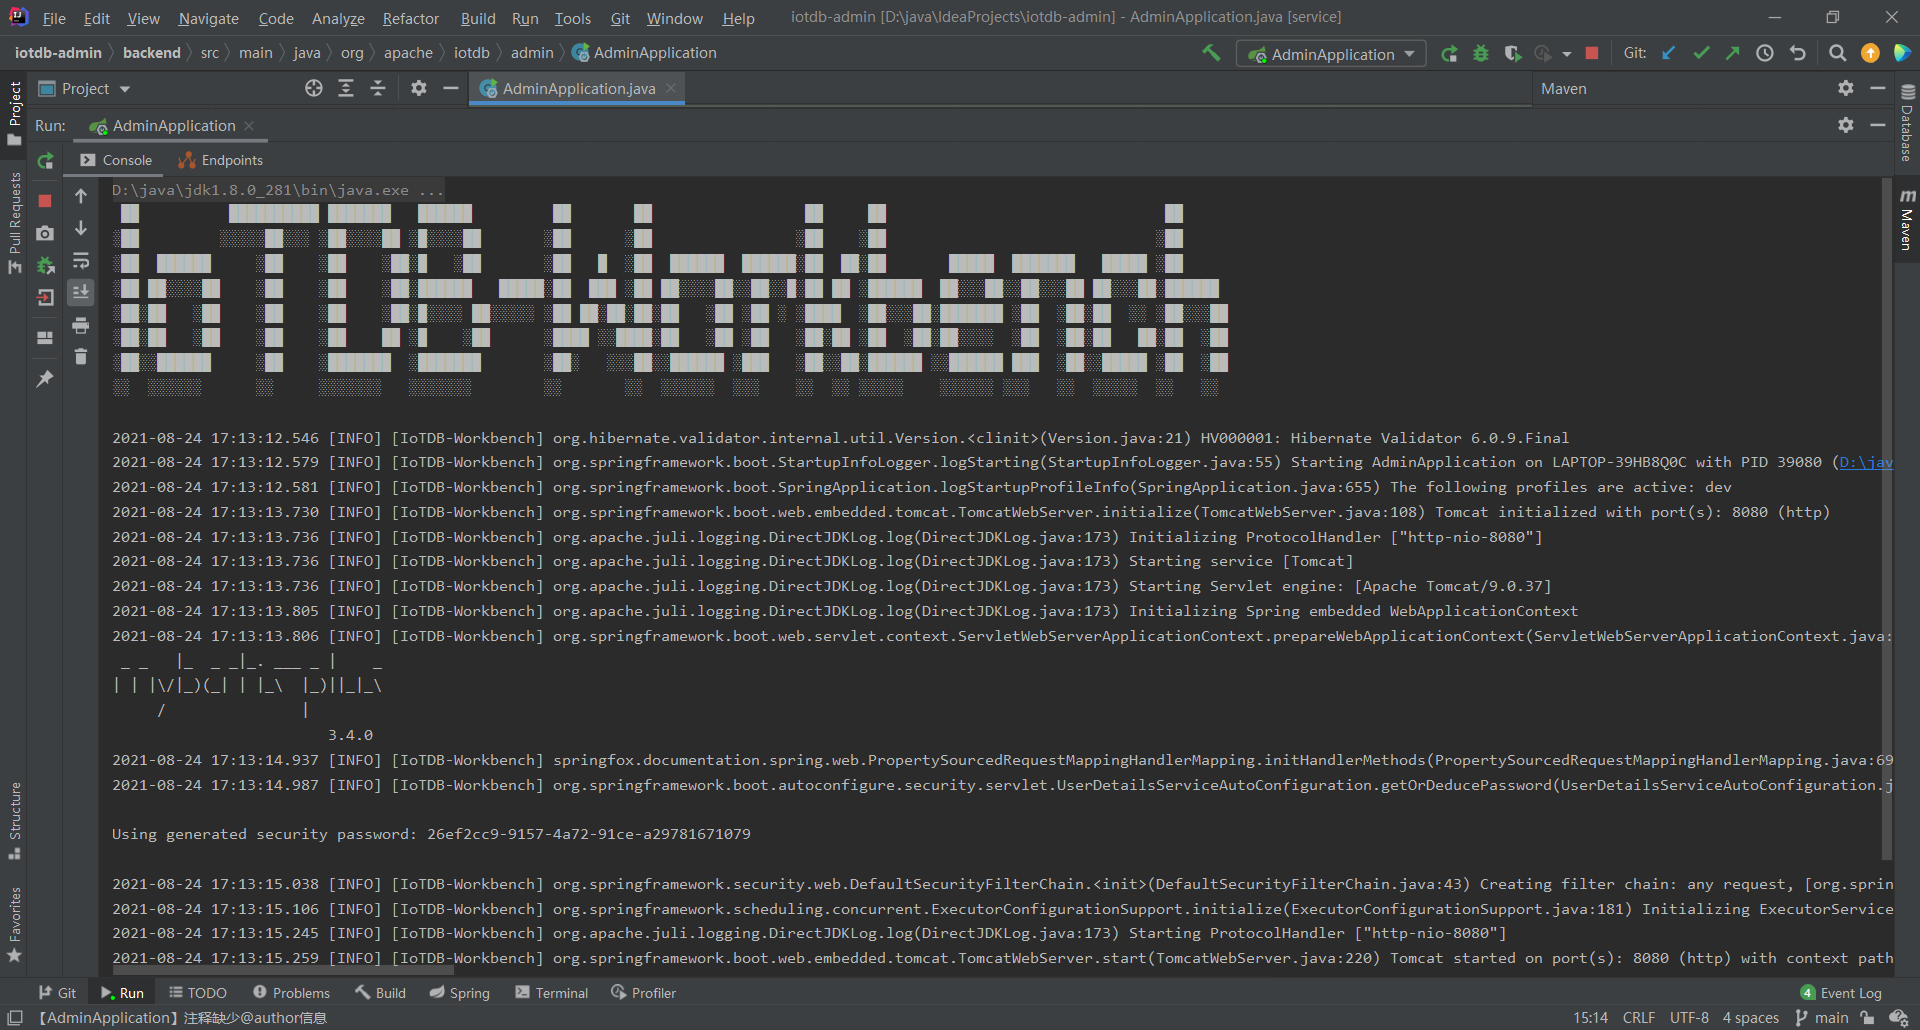 File Edit View Navigate Code Analyze Refactor Build Run Tools Git Window Help iotdb-admin [D:\java\IdeaProjects\iotdb-admin] - AdminApplication.java [service]
iotdb-admin backend src main java org apache iotdb admin AdminApplication AdminApplication Git:
Project AdminApplication.java Maven
Run: AdminApplication
Console Endpoints
Project
Pull Requests
Structure
Favorites
Database
Maven
D:\java\jdk1.8.0_281\bin\java.exe ...
IoTDB-Workbench
2021-08-24 17:13:12.546 [INFO] [IoTDB-Workbench] org.hibernate.validator.internal.util.Version.<clinit>(Version.java:21) HV000001: Hibernate Validator 6.0.9.Final
2021-08-24 17:13:12.579 [INFO] [IoTDB-Workbench] org.springframework.boot.StartupInfoLogger.logStarting(StartupInfoLogger.java:55) Starting AdminApplication on LAPTOP-39HB8Q0C with PID 39080 (D:\jav
2021-08-24 17:13:12.581 [INFO] [IoTDB-Workbench] org.springframework.boot.SpringApplication.logStartupProfileInfo(SpringApplication.java:655) The following profiles are active: dev
2021-08-24 17:13:13.730 [INFO] [IoTDB-Workbench] org.springframework.boot.web.embedded.tomcat.TomcatWebServer.initialize(TomcatWebServer.java:108) Tomcat initialized with port(s): 8080 (http)
2021-08-24 17:13:13.736 [INFO] [IoTDB-Workbench] org.apache.juli.logging.DirectJDKLog.log(DirectJDKLog.java:173) Initializing ProtocolHandler ["http-nio-8080"]
2021-08-24 17:13:13.736 [INFO] [IoTDB-Workbench] org.apache.juli.logging.DirectJDKLog.log(DirectJDKLog.java:173) Starting service [Tomcat]
2021-08-24 17:13:13.736 [INFO] [IoTDB-Workbench] org.apache.juli.logging.DirectJDKLog.log(DirectJDKLog.java:173) Starting Servlet engine: [Apache Tomcat/9.0.37]
2021-08-24 17:13:13.805 [INFO] [IoTDB-Workbench] org.apache.juli.logging.DirectJDKLog.log(DirectJDKLog.java:173) Initializing Spring embedded WebApplicationContext
2021-08-24 17:13:13.806 [INFO] [IoTDB-Workbench] org.springframework.boot.web.servlet.context.ServletWebServerApplicationContext.prepareWebApplicationContext(ServletWebServerApplicationContext.java:
 _ _   |_  _ _|_. ___ _ |    _
| | |\/|_)(_| | |_\  |_)||_|_\
     /               |
3.4.0
2021-08-24 17:13:14.937 [INFO] [IoTDB-Workbench] springfox.documentation.spring.web.PropertySourcedRequestMappingHandlerMapping.initHandlerMethods(PropertySourcedRequestMappingHandlerMapping.java:69
2021-08-24 17:13:14.987 [INFO] [IoTDB-Workbench] org.springframework.boot.autoconfigure.security.servlet.UserDetailsServiceAutoConfiguration.getOrDeducePassword(UserDetailsServiceAutoConfiguration.j
Using generated security password: 26ef2cc9-9157-4a72-91ce-a29781671079
2021-08-24 17:13:15.038 [INFO] [IoTDB-Workbench] org.springframework.security.web.DefaultSecurityFilterChain.<init>(DefaultSecurityFilterChain.java:43) Creating filter chain: any request, [org.sprin
2021-08-24 17:13:15.106 [INFO] [IoTDB-Workbench] org.springframework.scheduling.concurrent.ExecutorConfigurationSupport.initialize(ExecutorConfigurationSupport.java:181) Initializing ExecutorService
2021-08-24 17:13:15.245 [INFO] [IoTDB-Workbench] org.apache.juli.logging.DirectJDKLog.log(DirectJDKLog.java:173) Starting ProtocolHandler ["http-nio-8080"]
2021-08-24 17:13:15.259 [INFO] [IoTDB-Workbench] org.springframework.boot.web.embedded.tomcat.TomcatWebServer.start(TomcatWebServer.java:220) Tomcat started on port(s): 8080 (http) with context path
Git Run TODO Problems Build Spring Terminal Profiler 4 Event Log
【AdminApplication】注释缺少@author信息 15:14 CRLF UTF-8 4 spaces main